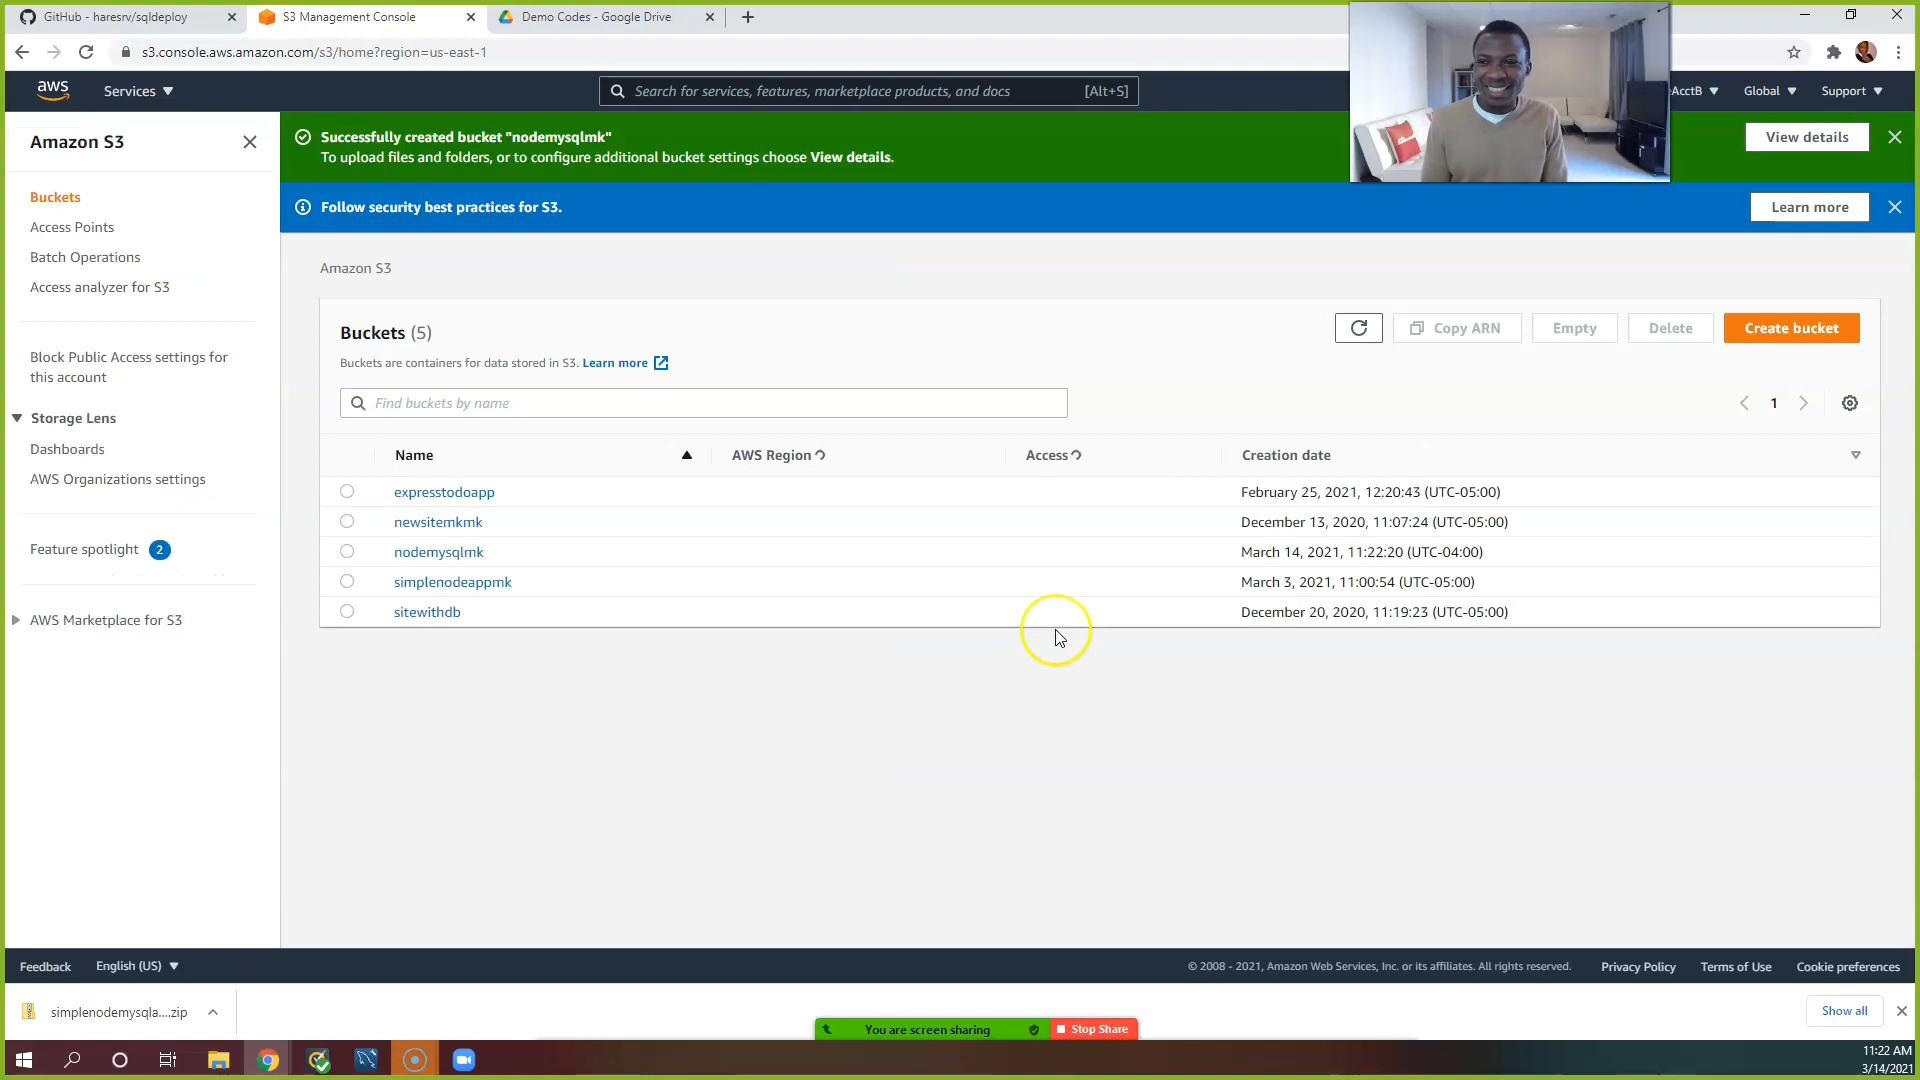 GitHub - haresrv/sqldeploy
S3 Management Console
Demo Codes - Google Drive
s3.console.aws.amazon.com/s3/home?region=us-east-1
aws
Services
Search for services, features, marketplace products, and docs
[Alt+S]
AcctB
Global
Support
Amazon S3
Buckets
Access Points
Batch Operations
Access analyzer for S3
Block Public Access settings for
this account
Storage Lens
Dashboards
AWS Organizations settings
Feature spotlight 2
AWS Marketplace for S3
Successfully created bucket "nodemysqlmk"
To upload files and folders, or to configure additional bucket settings choose View details.
View details
Follow security best practices for S3.
Learn more
Amazon S3
Buckets (5)
Buckets are containers for data stored in S3. Learn more
Copy ARN
Empty
Delete
Create bucket
Find buckets by name
1
Name AWS Region Access Creation date
expresstodoapp February 25, 2021, 12:20:43 (UTC-05:00)
newsitemkmk December 13, 2020, 11:07:24 (UTC-05:00)
nodemysqlmk March 14, 2021, 11:22:20 (UTC-04:00)
simplenodeappmk March 3, 2021, 11:00:54 (UTC-05:00)
sitewithdb December 20, 2020, 11:19:23 (UTC-05:00)
Feedback English (US)
© 2008 - 2021, Amazon Web Services, Inc. or its affiliates. All rights reserved. Privacy Policy Terms of Use Cookie preferences
simplenodemysqla....zip
Show all
You are screen sharing Stop Share
11:22 AM
3/14/2021